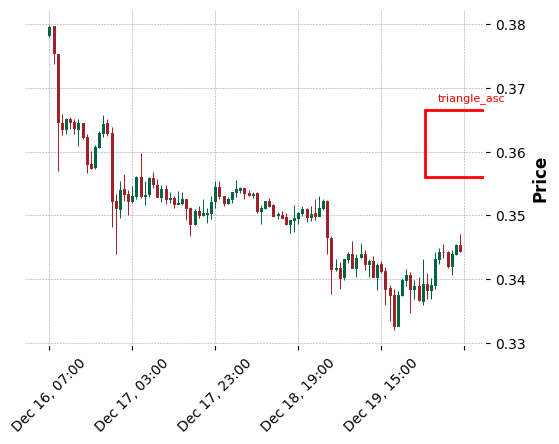 0.38
0.37
triangle_asc
0.36
0.35
0.34
0.33
Price
Dec 16, 07:00
Dec 17, 03:00
Dec 17, 23:00
Dec 18, 19:00
Dec 19, 15:00